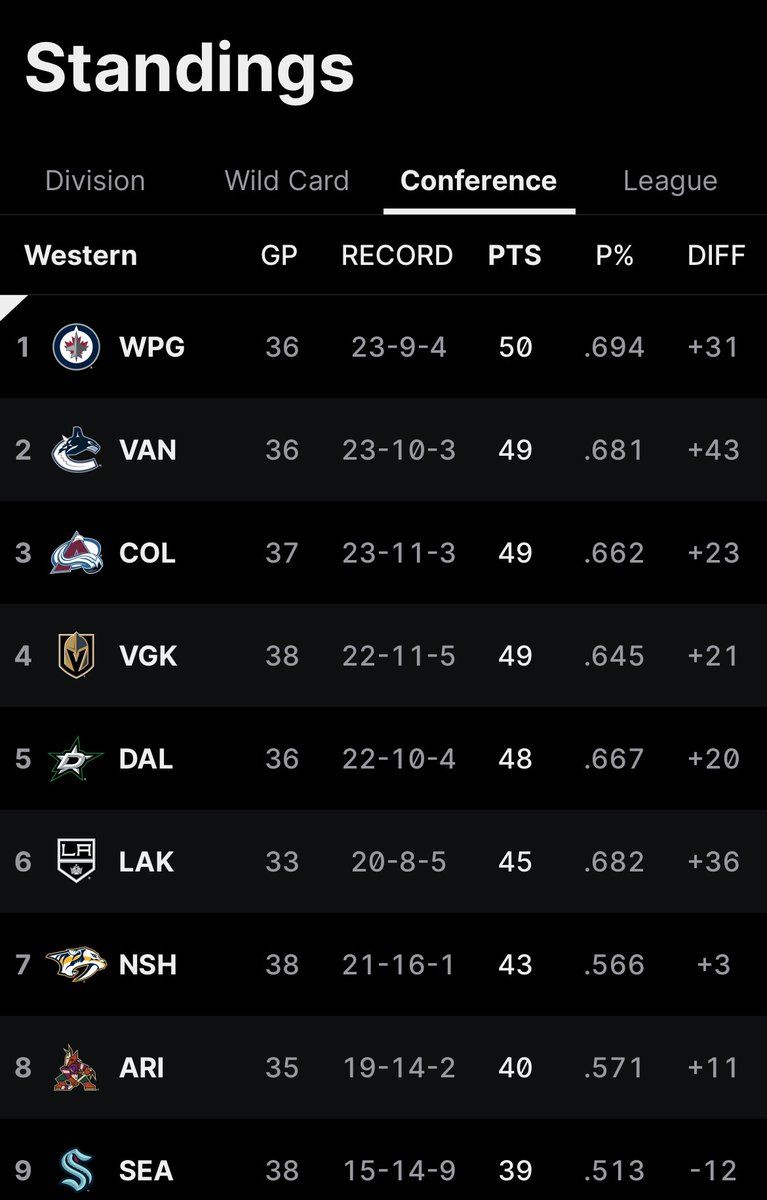 Standings
Division Wild Card Conference League
Western GP RECORD PTS P% DIFF
1 WPG 36 23-9-4 50 .694 +31
2 VAN 36 23-10-3 49 .681 +43
3 COL 37 23-11-3 49 .662 +23
4 VGK 38 22-11-5 49 .645 +21
5 DAL 36 22-10-4 48 .667 +20
6 LA LAK 33 20-8-5 45 .682 +36
7 NSH 38 21-16-1 43 .566 +3
8 ARI 35 19-14-2 40 .571 +11
9 SEA 38 15-14-9 39 .513 -12